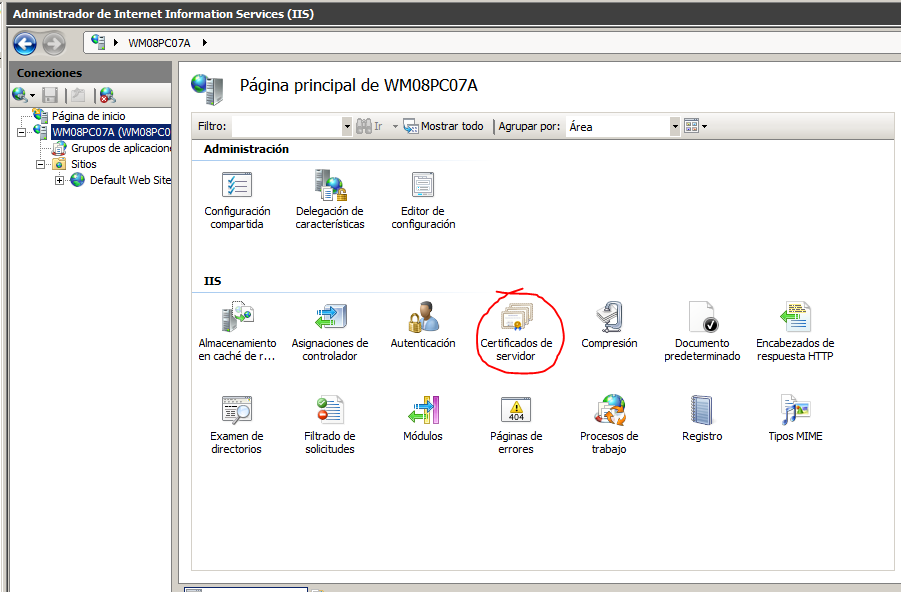 Administrador de Internet Information Services (IIS)
WM08PC07A
Conexiones
Página de inicio
WM08PC07A (WM08PC0
Grupos de aplicacione
Sitios
Default Web Site
Página principal de WM08PC07A
Filtro: Ir Mostrar todo Agrupar por: Área
Administración
Configuración compartida
Delegación de características
Editor de configuración
IIS
Almacenamiento en caché de r...
Asignaciones de controlador
Autenticación
Certificados de servidor
Compresión
Documento predeterminado
Encabezados de respuesta HTTP
Examen de directorios
Filtrado de solicitudes
Módulos
404
Páginas de errores
Procesos de trabajo
Registro
Tipos MIME